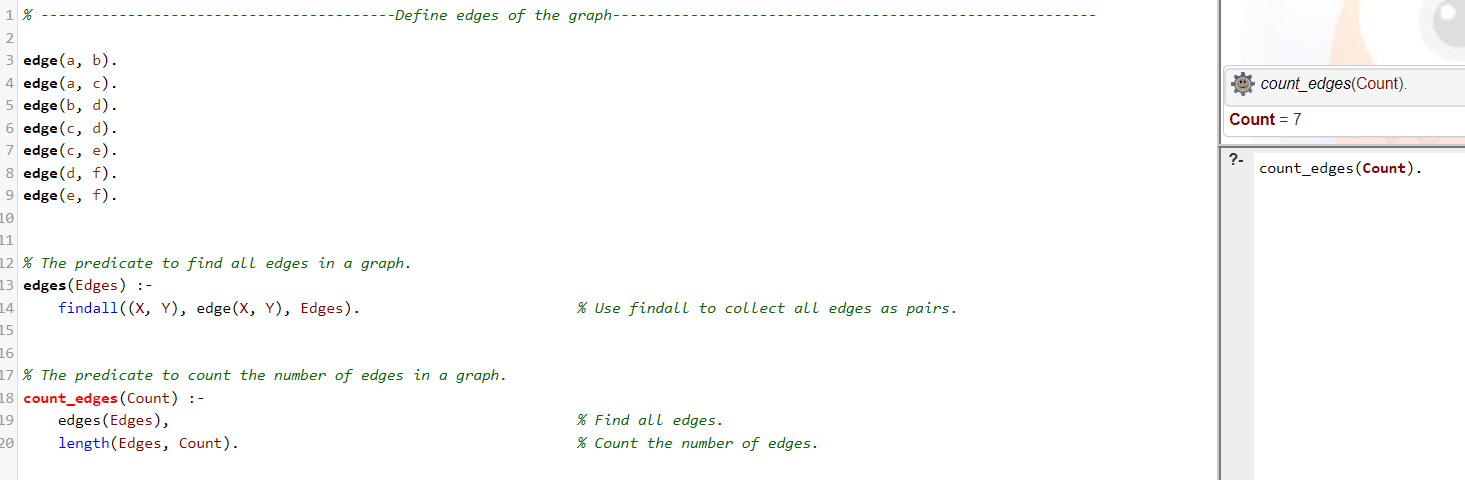 1 % -----------------------------------------Define edges of the graph--------------------------------------------------------
2
3 edge(a, b).
4 edge(a, c).
5 edge(b, d).
6 edge(c, d).
7 edge(c, e).
8 edge(d, f).
9 edge(e, f).
10
11
12 % The predicate to find all edges in a graph.
13 edges(Edges) :-
14 findall((X, Y), edge(X, Y), Edges). % Use findall to collect all edges as pairs.
15
16
17 % The predicate to count the number of edges in a graph.
18 count_edges(Count) :-
19 edges(Edges), % Find all edges.
20 length(Edges, Count). % Count the number of edges.
count_edges(Count).
Count = 7
?- count_edges(Count).